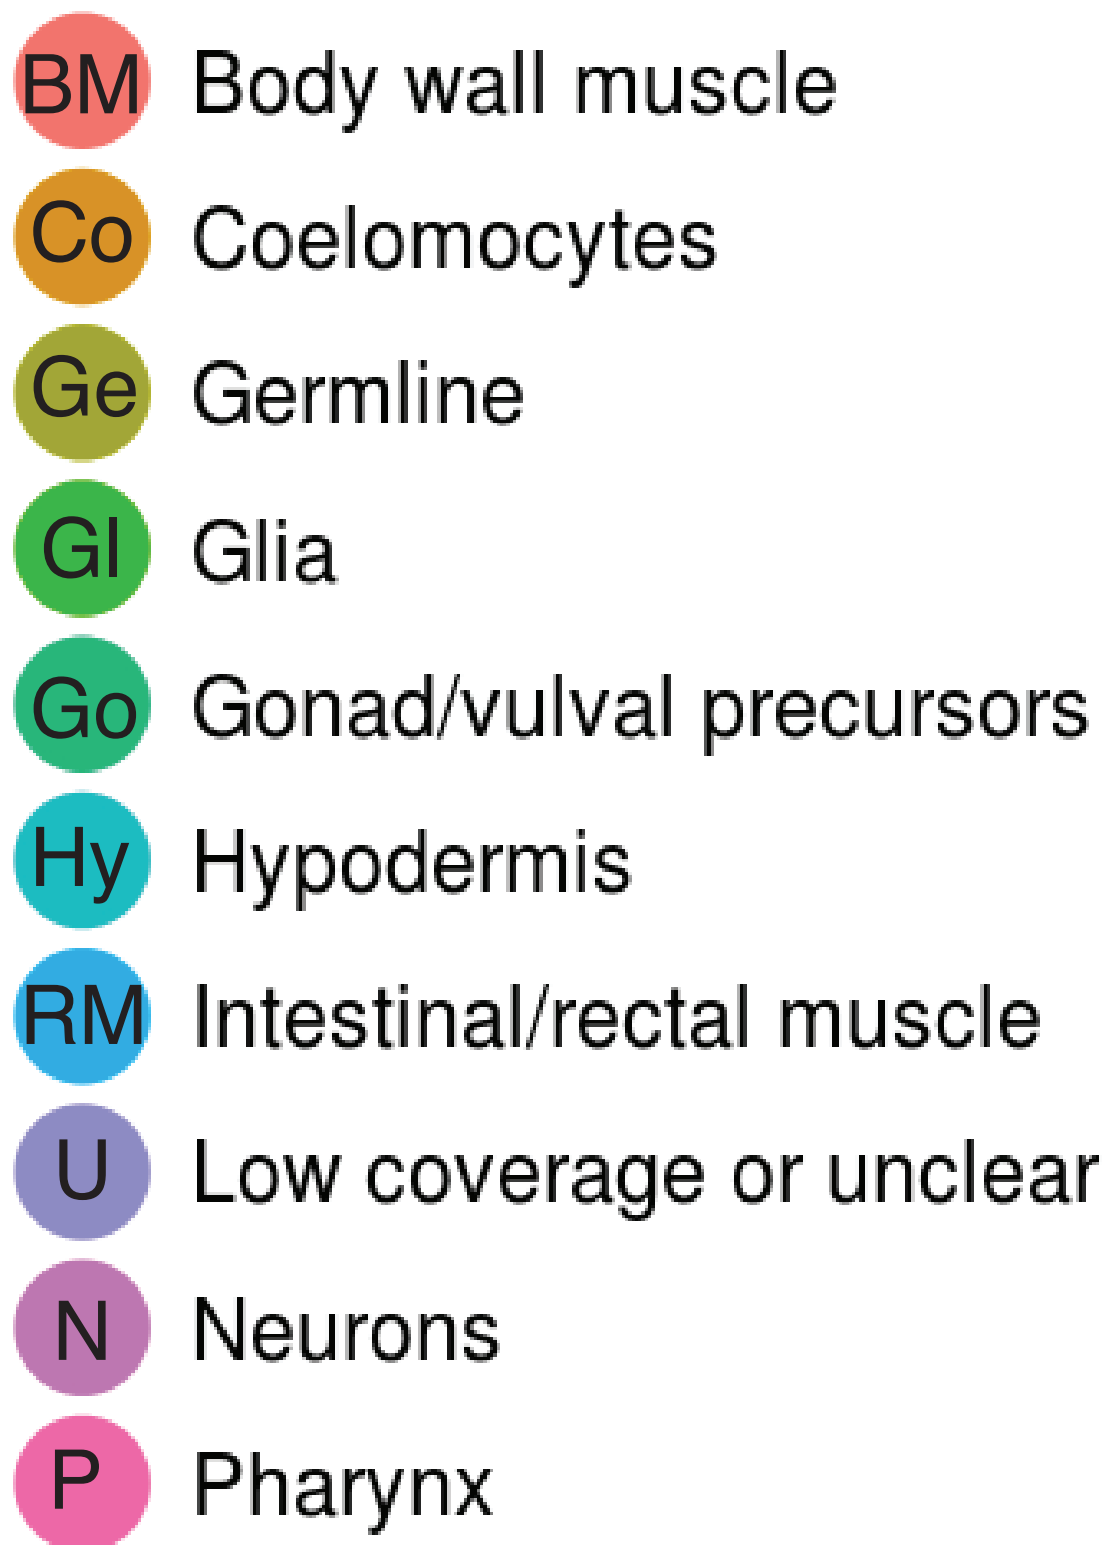 BM Body wall muscle
Co Coelomocytes
Ge Germline
Gl Glia
Go Gonad/vulval precursors
Hy Hypodermis
RM Intestinal/rectal muscle
U Low coverage or unclear
N Neurons
P Pharynx